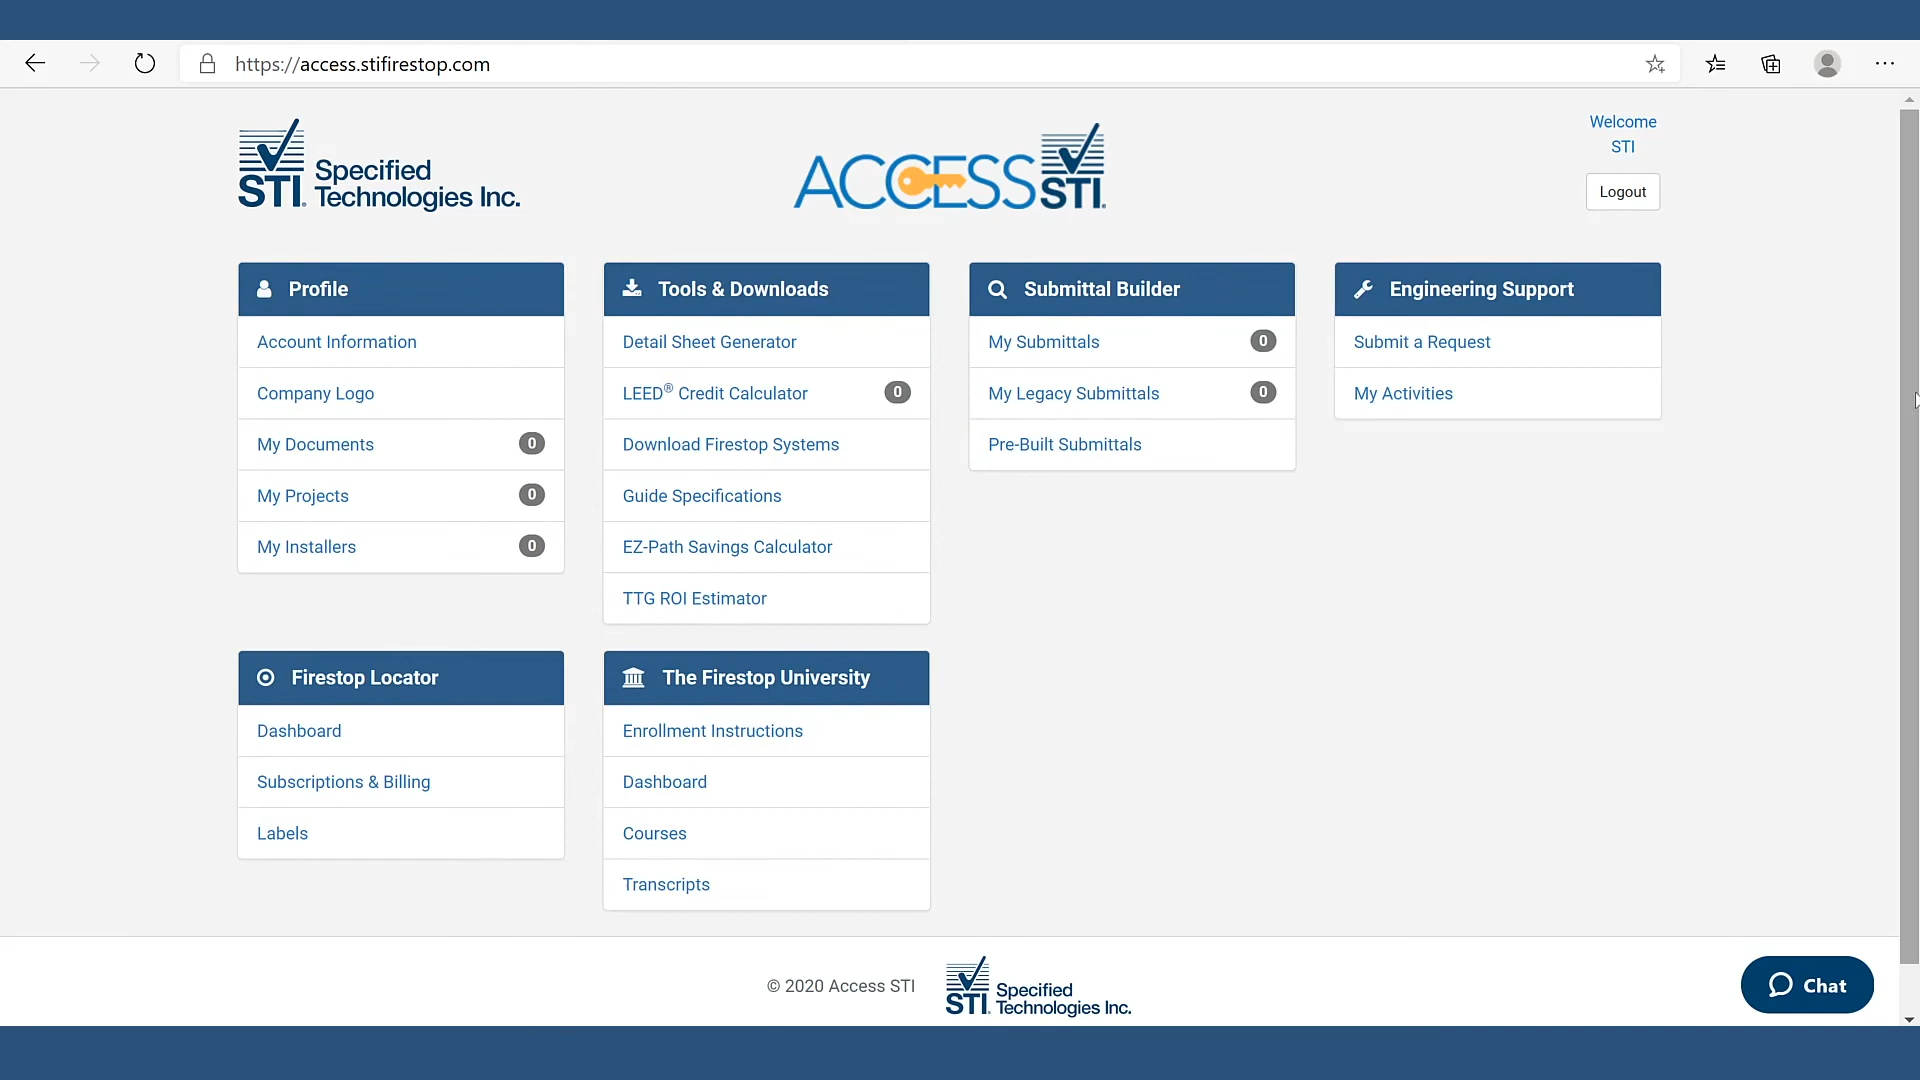 https://access.stifirestop.com
STI. Specified Technologies Inc.
ACCESS STI.
Welcome
STI
Logout
Profile
Account Information
Company Logo
My Documents 0
My Projects 0
My Installers 0
Tools & Downloads
Detail Sheet Generator
LEED® Credit Calculator 0
Download Firestop Systems
Guide Specifications
EZ-Path Savings Calculator
TTG ROI Estimator
Submittal Builder
My Submittals 0
My Legacy Submittals 0
Pre-Built Submittals
Engineering Support
Submit a Request
My Activities
Firestop Locator
Dashboard
Subscriptions & Billing
Labels
The Firestop University
Enrollment Instructions
Dashboard
Courses
Transcripts
© 2020 Access STI
STI. Specified Technologies Inc.
Chat